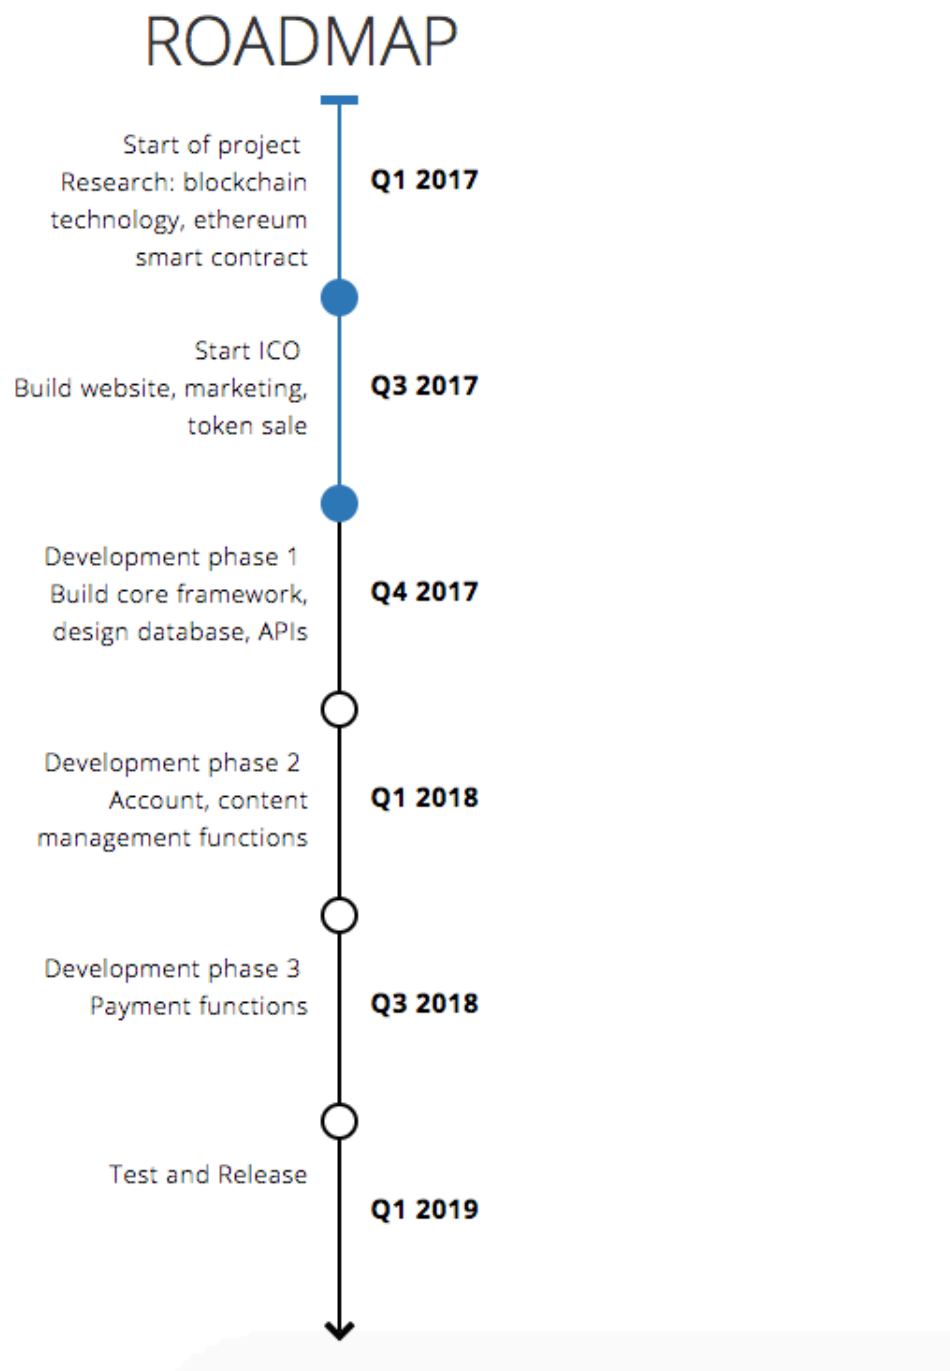 ROADMAP
Start of project
Research: blockchain
technology, ethereum
smart contract
Q1 2017
Start ICO
Build website, marketing,
token sale
Q3 2017
Development phase 1
Build core framework,
design database, APIs
Q4 2017
Development phase 2
Account, content
management functions
Q1 2018
Development phase 3
Payment functions
Q3 2018
Test and Release
Q1 2019